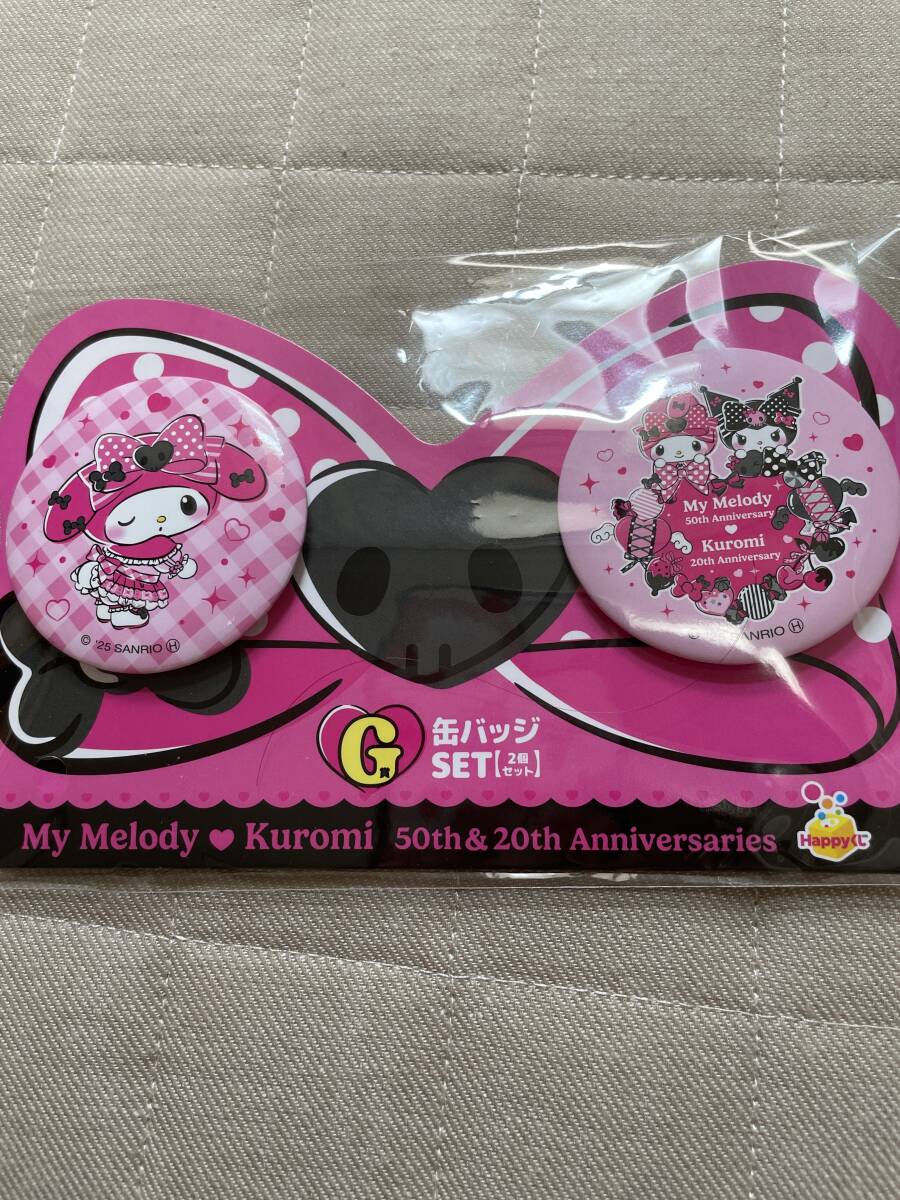 My Melody
50th Anniversary
Kuromi
20th Anniversary
© '25 SANRIO Ⓗ
SANRIO Ⓗ
G賞
缶バッジ
SET【2個セット】
My Melody ♥ Kuromi 50th & 20th Anniversaries
Happyくじ